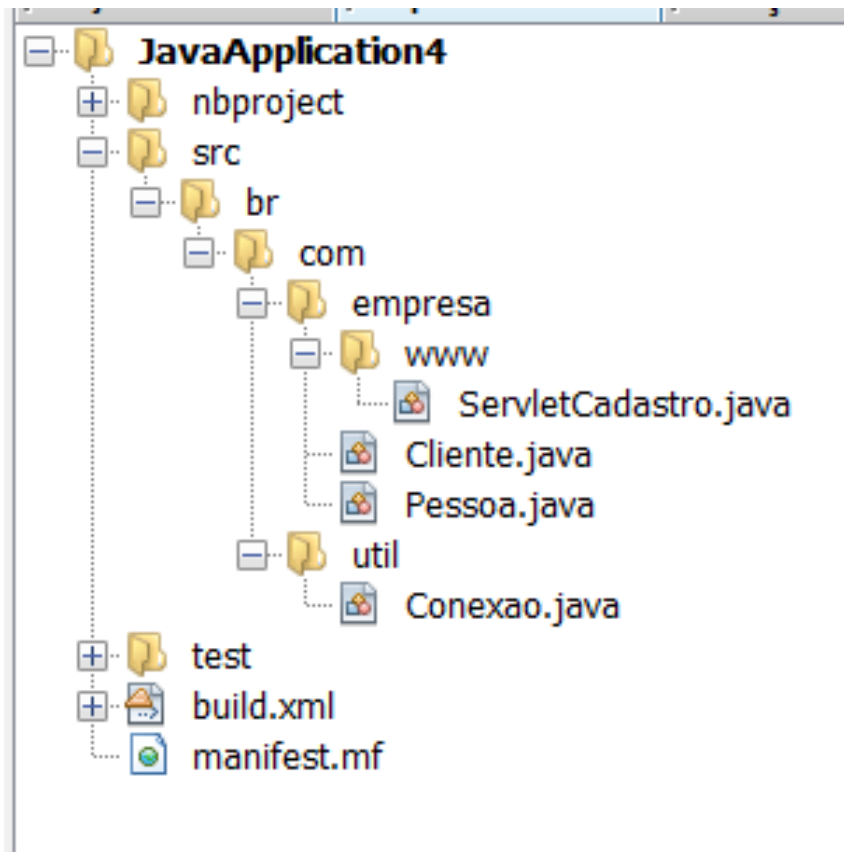 JavaApplication4
nbproject
src
br
com
empresa
www
ServletCadastro.java
Cliente.java
Pessoa.java
util
Conexao.java
test
build.xml
manifest.mf